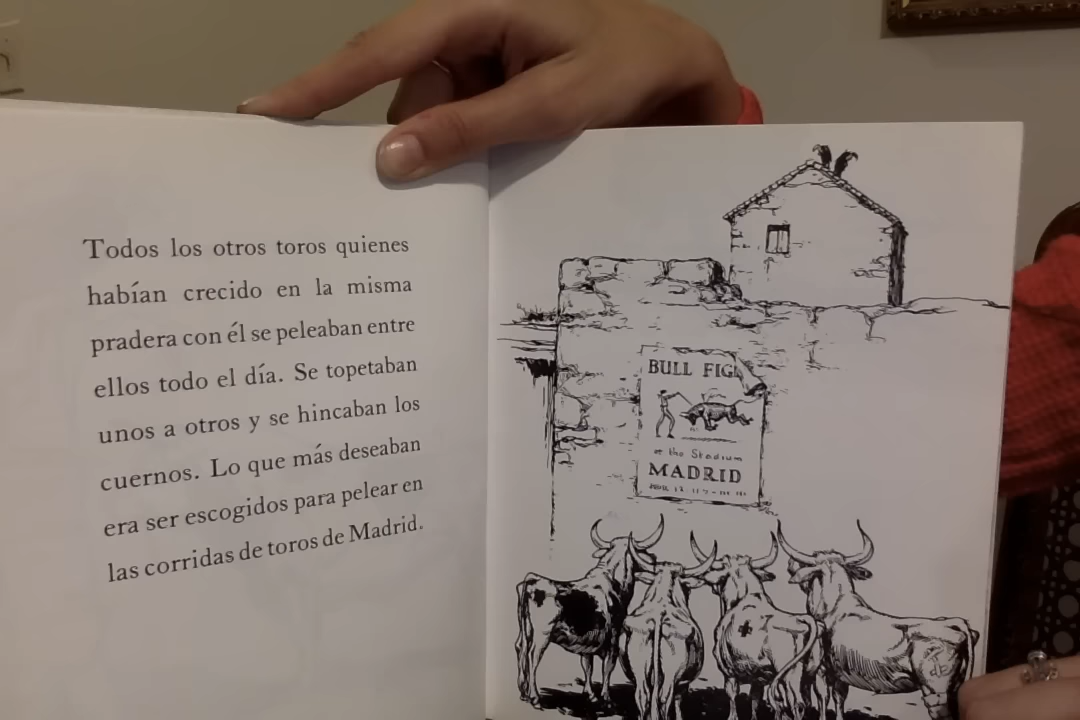 Todos los otros toros quienes
habían crecido en la misma
pradera con él se peleaban entre
ellos todo el día. Se topetaban
unos a otros y se hincaban los
cuernos. Lo que más deseaban
era ser escogidos para pelear en
las corridas de toros de Madrid.
BULL FIG
at the Stadium
MADRID